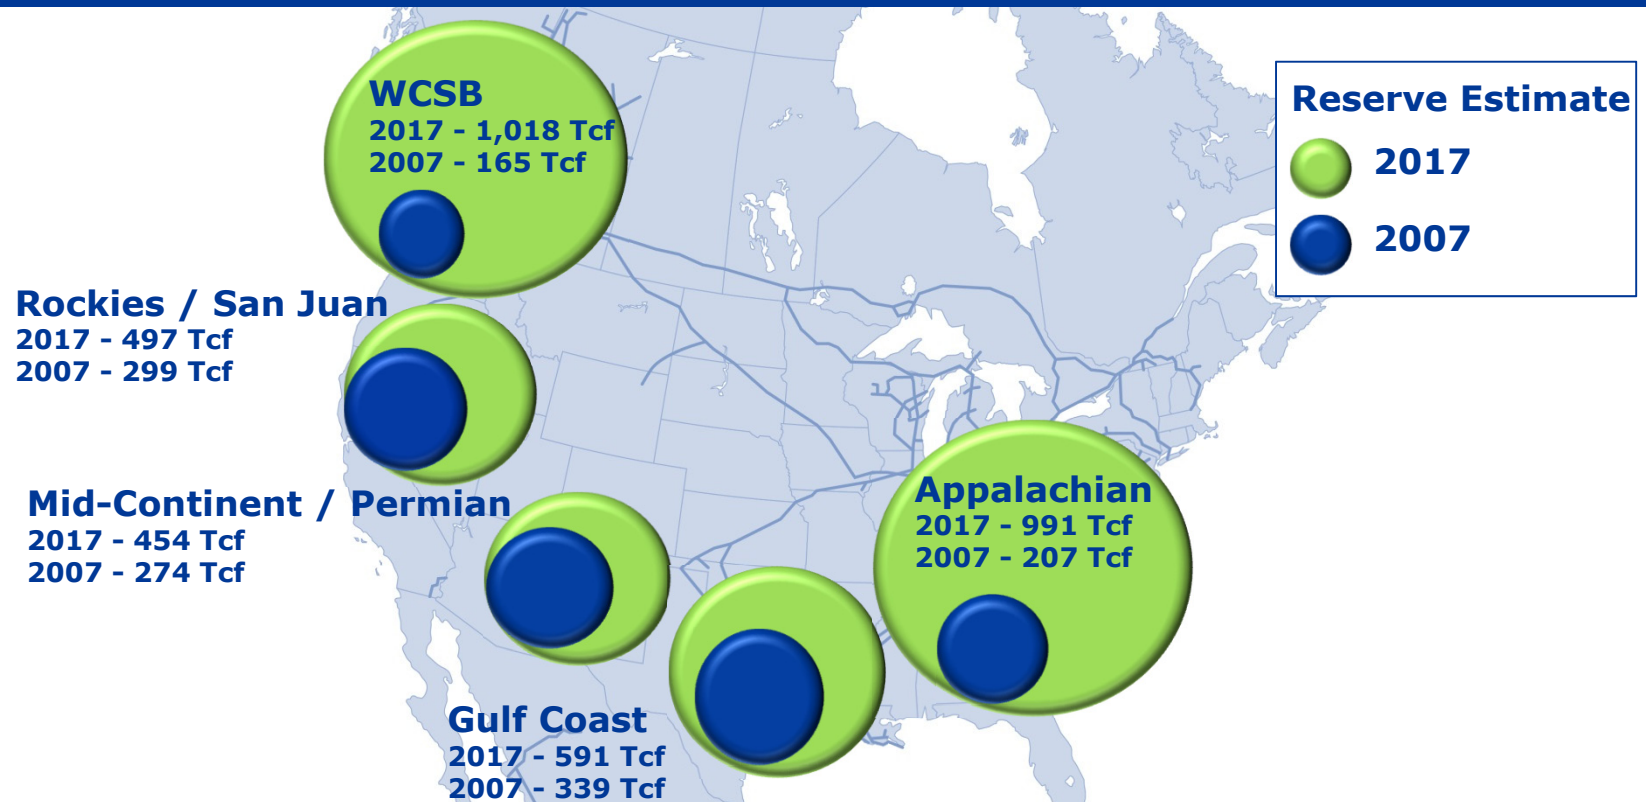 WCSB
2017 - 1,018 Tcf
2007 - 165 Tcf
Reserve Estimate
2017
2007
Rockies / San Juan
2017 - 497 Tcf
2007 - 299 Tcf
Mid-Continent / Permian
2017 - 454 Tcf
2007 - 274 Tcf
Appalachian
2017 - 991 Tcf
2007 - 207 Tcf
Gulf Coast
2017 - 591 Tcf
2007 - 339 Tcf